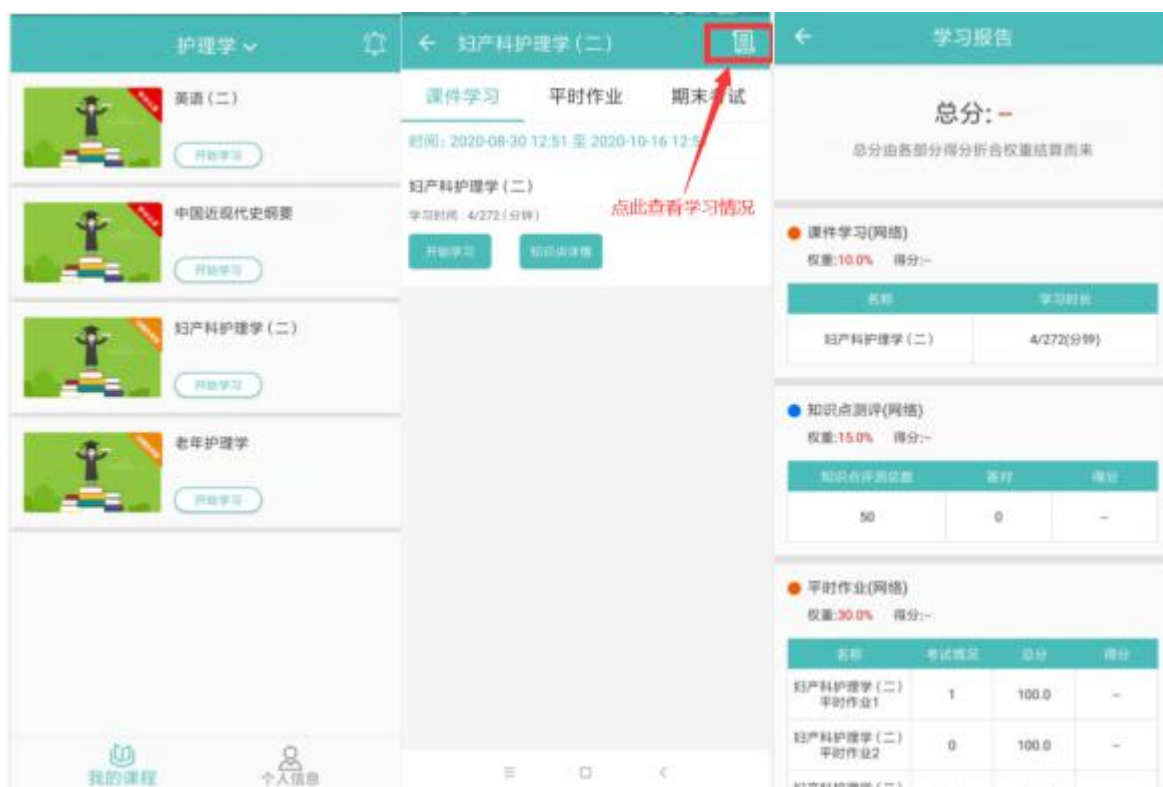 护理学
英语(二)
开始学习
中国近现代史纲要
开始学习
妇产科护理学(二)
开始学习
老年护理学
开始学习
我的课程
个人信息
妇产科护理学(二)
课件学习 平时作业 期末考试
时间:2020-08-30 12:51 至 2020-10-16 12:5
妇产科护理学(二)
学习时间:4/272(分钟)
点此查看学习情况
开始学习 知识点详情
学习报告
总分:--
总分由各部分得分折合权重结算而来
课件学习(网络)
权重:10.0% 得分:--
名称 学习时长
妇产科护理学(二) 4/272(分钟)
知识点测评(网络)
权重:15.0% 得分:--
知识点评测总数 答对 得分
50 0 --
平时作业(网络)
权重:30.0% 得分:--
名称 考试情况 总分 得分
妇产科护理学(二)
平时作业1 1 100.0 --
妇产科护理学(二)
平时作业2 0 100.0 --